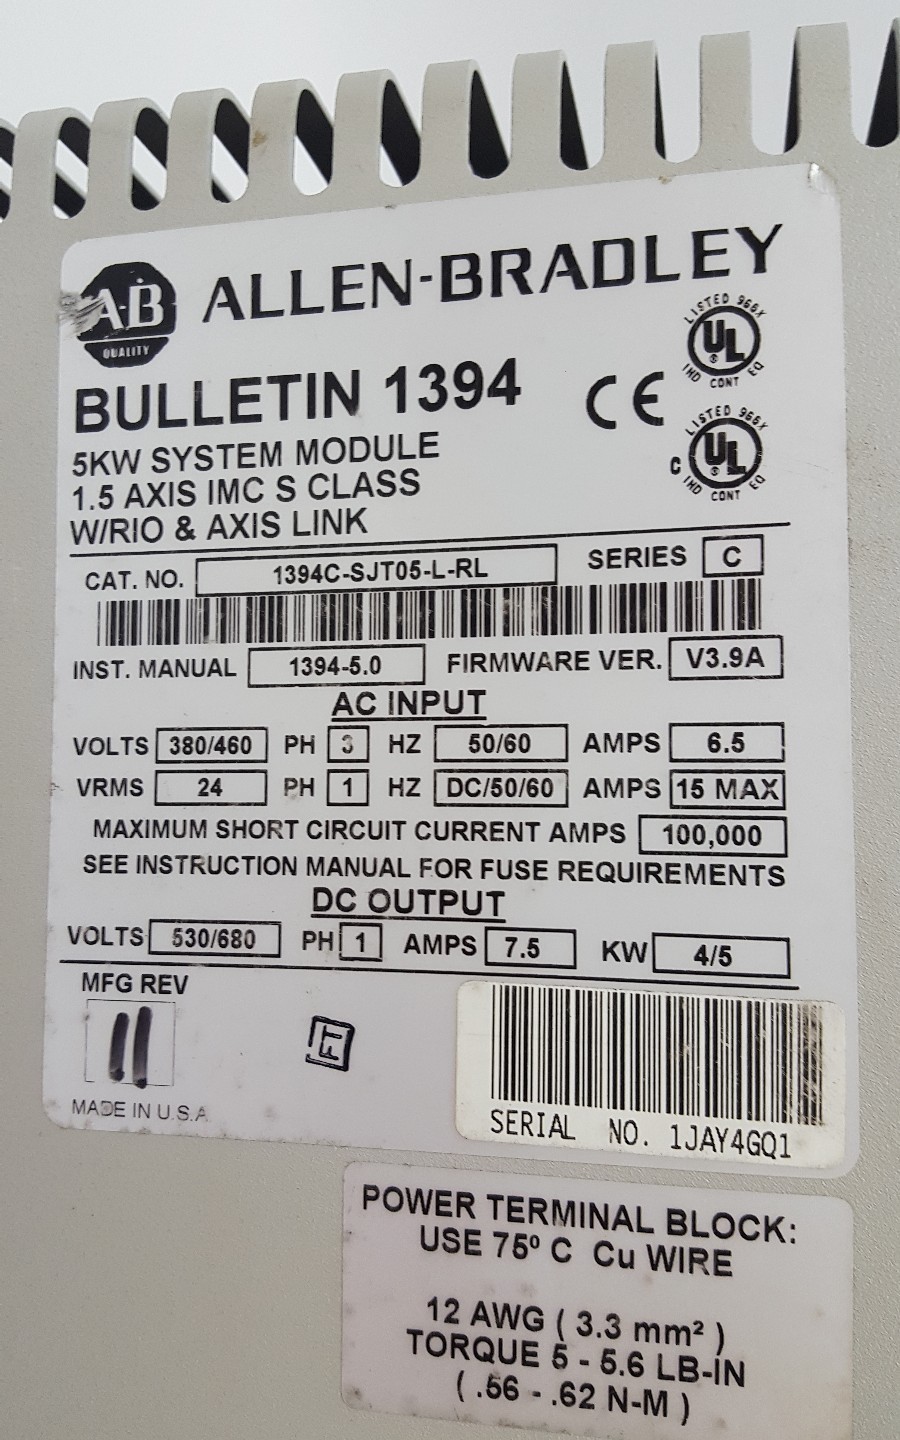 A-B
QUALITY
ALLEN-BRADLEY
LISTED 966X
UL
IND CONT EQ
BULLETIN 1394
CE
5KW SYSTEM MODULE
1.5 AXIS IMC S CLASS
W/RIO & AXIS LINK
LISTED 966X
C UL
IND CONT EQ
CAT. NO. 1394C-SJT05-L-RL SERIES C
INST. MANUAL 1394-5.0 FIRMWARE VER. V3.9A
AC INPUT
VOLTS 380/460 PH 3 HZ 50/60 AMPS 6.5
VRMS 24 PH 1 HZ DC/50/60 AMPS 15 MAX
MAXIMUM SHORT CIRCUIT CURRENT AMPS 100,000
SEE INSTRUCTION MANUAL FOR FUSE REQUIREMENTS
DC OUTPUT
VOLTS 530/680 PH 1 AMPS 7.5 KW 4/5
MFG REV
11
MADE IN U.S.A
SERIAL NO. 1JAY4GQ1
POWER TERMINAL BLOCK:
USE 75º C Cu WIRE
12 AWG ( 3.3 mm² )
TORQUE 5 - 5.6 LB-IN
( .56 - .62 N-M )